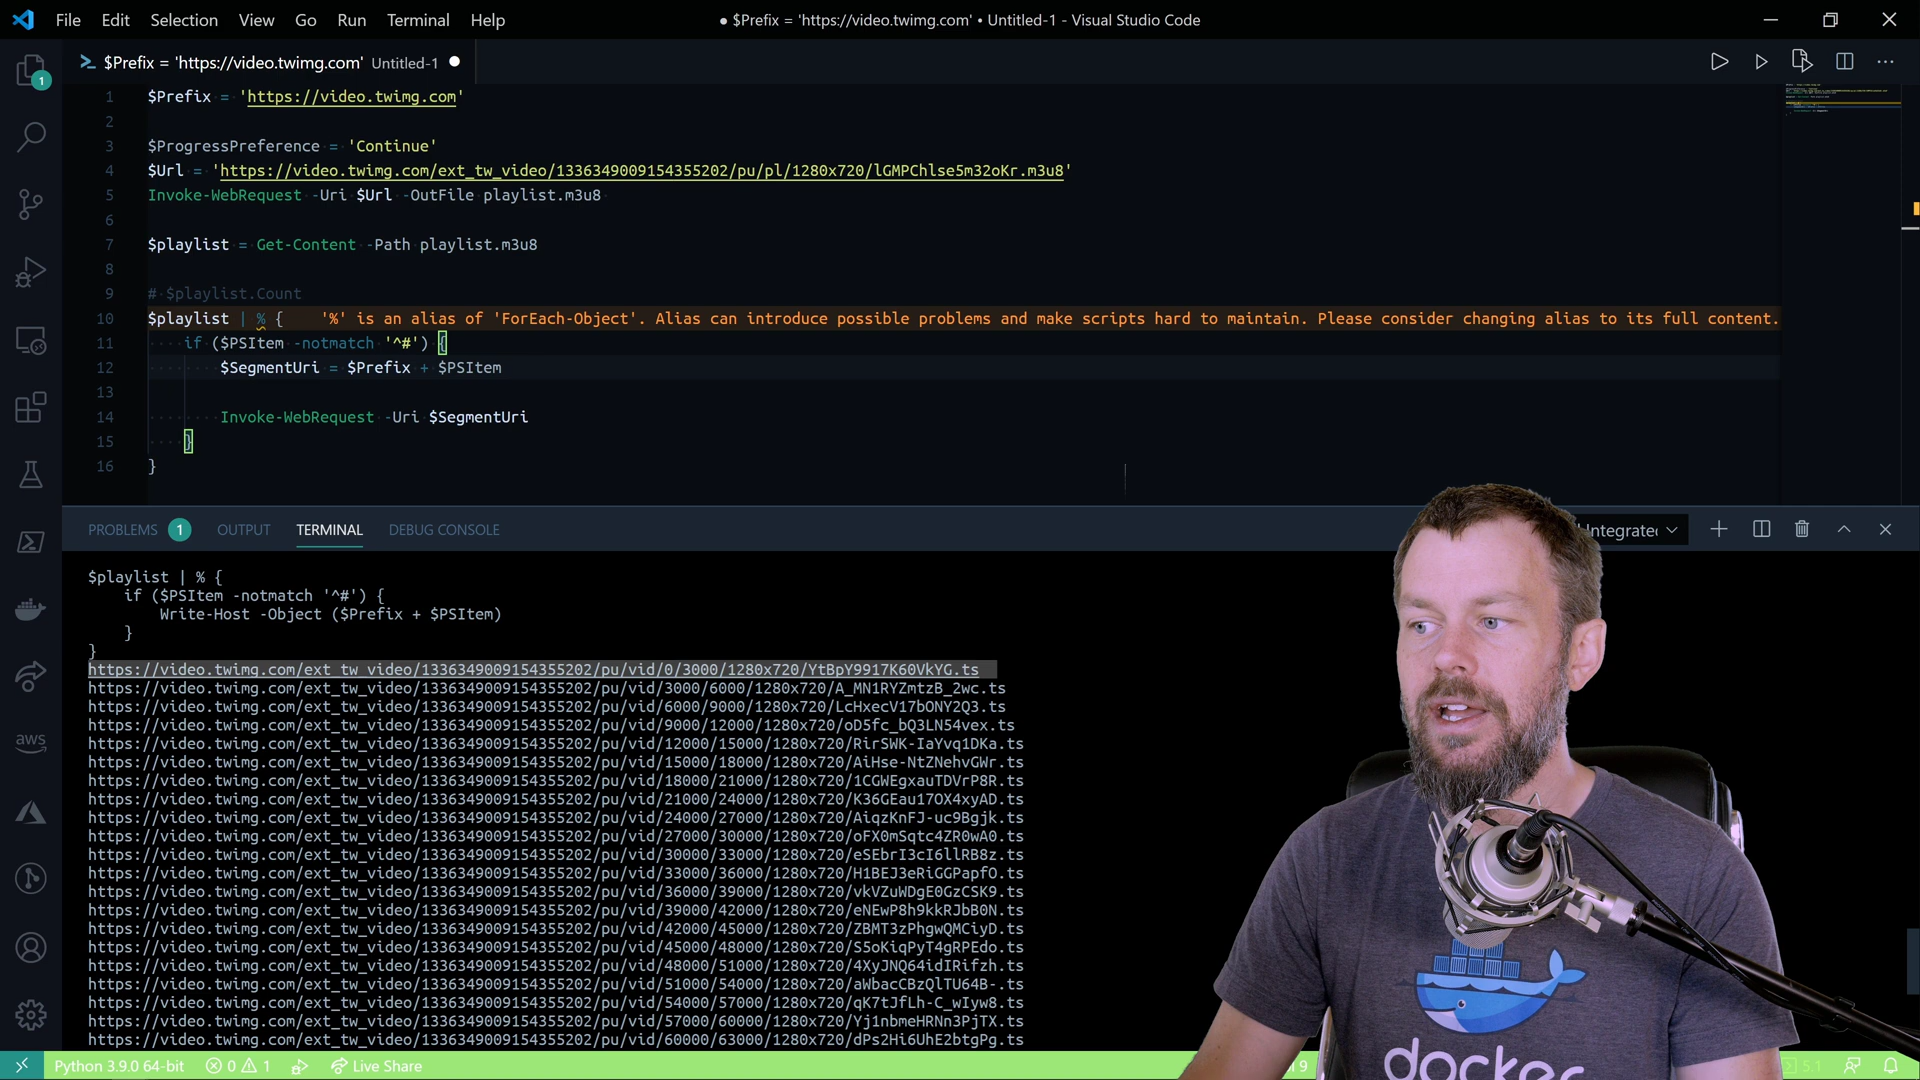 File Edit Selection View Go Run Terminal Help
● $Prefix = 'https://video.twimg.com' • Untitled-1 - Visual Studio Code
$Prefix = 'https://video.twimg.com' Untitled-1 ●
1
1 $Prefix = 'https://video.twimg.com'
2
3 $ProgressPreference = 'Continue'
4 $Url = 'https://video.twimg.com/ext_tw_video/1336349009154355202/pu/pl/1280x720/lGMPChlse5m32oKr.m3u8'
5 Invoke-WebRequest -Uri $Url -OutFile playlist.m3u8
6
7 $playlist = Get-Content -Path playlist.m3u8
8
9 # $playlist.Count
10 $playlist | % { '%' is an alias of 'ForEach-Object'. Alias can introduce possible problems and make scripts hard to maintain. Please consider changing alias to its full content.
11 if ($PSItem -notmatch '^#') {
12 $SegmentUri = $Prefix + $PSItem
13
14 Invoke-WebRequest -Uri $SegmentUri
15 }
16 }
PROBLEMS 1 OUTPUT TERMINAL DEBUG CONSOLE
Integrated
$playlist | % {
if ($PSItem -notmatch '^#') {
Write-Host -Object ($Prefix + $PSItem)
}
}
https://video.twimg.com/ext_tw_video/1336349009154355202/pu/vid/0/3000/1280x720/YtBpY9917K60VkYG.ts
https://video.twimg.com/ext_tw_video/1336349009154355202/pu/vid/3000/6000/1280x720/A_MN1RYZmtzB_2wc.ts
https://video.twimg.com/ext_tw_video/1336349009154355202/pu/vid/6000/9000/1280x720/LcHxecV17bONY2Q3.ts
https://video.twimg.com/ext_tw_video/1336349009154355202/pu/vid/9000/12000/1280x720/oD5fc_bQ3LN54vex.ts
https://video.twimg.com/ext_tw_video/1336349009154355202/pu/vid/12000/15000/1280x720/RirSWK-IaYvq1DKa.ts
https://video.twimg.com/ext_tw_video/1336349009154355202/pu/vid/15000/18000/1280x720/AiHse-NtZNehvGWr.ts
https://video.twimg.com/ext_tw_video/1336349009154355202/pu/vid/18000/21000/1280x720/1CGWEgxauTDVrP8R.ts
https://video.twimg.com/ext_tw_video/1336349009154355202/pu/vid/21000/24000/1280x720/K36GEau17OX4xyAD.ts
https://video.twimg.com/ext_tw_video/1336349009154355202/pu/vid/24000/27000/1280x720/AiqzKnFJ-uc9Bgjk.ts
https://video.twimg.com/ext_tw_video/1336349009154355202/pu/vid/27000/30000/1280x720/oFX0mSqtc4ZR0wA0.ts
https://video.twimg.com/ext_tw_video/1336349009154355202/pu/vid/30000/33000/1280x720/eSEbrI3cI6llRB8z.ts
https://video.twimg.com/ext_tw_video/1336349009154355202/pu/vid/33000/36000/1280x720/H1BEJ3eRiGGPapfO.ts
https://video.twimg.com/ext_tw_video/1336349009154355202/pu/vid/36000/39000/1280x720/vkVZuWDgE0GzCSK9.ts
https://video.twimg.com/ext_tw_video/1336349009154355202/pu/vid/39000/42000/1280x720/eNEwP8h9kkRJbB0N.ts
https://video.twimg.com/ext_tw_video/1336349009154355202/pu/vid/42000/45000/1280x720/ZBMT3zPhgwQMCiyD.ts
https://video.twimg.com/ext_tw_video/1336349009154355202/pu/vid/45000/48000/1280x720/S5oKiqPyT4gRPEdo.ts
https://video.twimg.com/ext_tw_video/1336349009154355202/pu/vid/48000/51000/1280x720/4XyJNQ64idIRifzh.ts
https://video.twimg.com/ext_tw_video/1336349009154355202/pu/vid/51000/54000/1280x720/aWbacCBzQlTU64B-.ts
https://video.twimg.com/ext_tw_video/1336349009154355202/pu/vid/54000/57000/1280x720/qK7tJfLh-C_wIyw8.ts
https://video.twimg.com/ext_tw_video/1336349009154355202/pu/vid/57000/60000/1280x720/Yj1nbmeHRNn3PjTX.ts
https://video.twimg.com/ext_tw_video/1336349009154355202/pu/vid/60000/63000/1280x720/dPs2Hi6UhE2btgPg.ts
aws
docker
Python 3.9.0 64-bit 0 1 Live Share 9 5.1